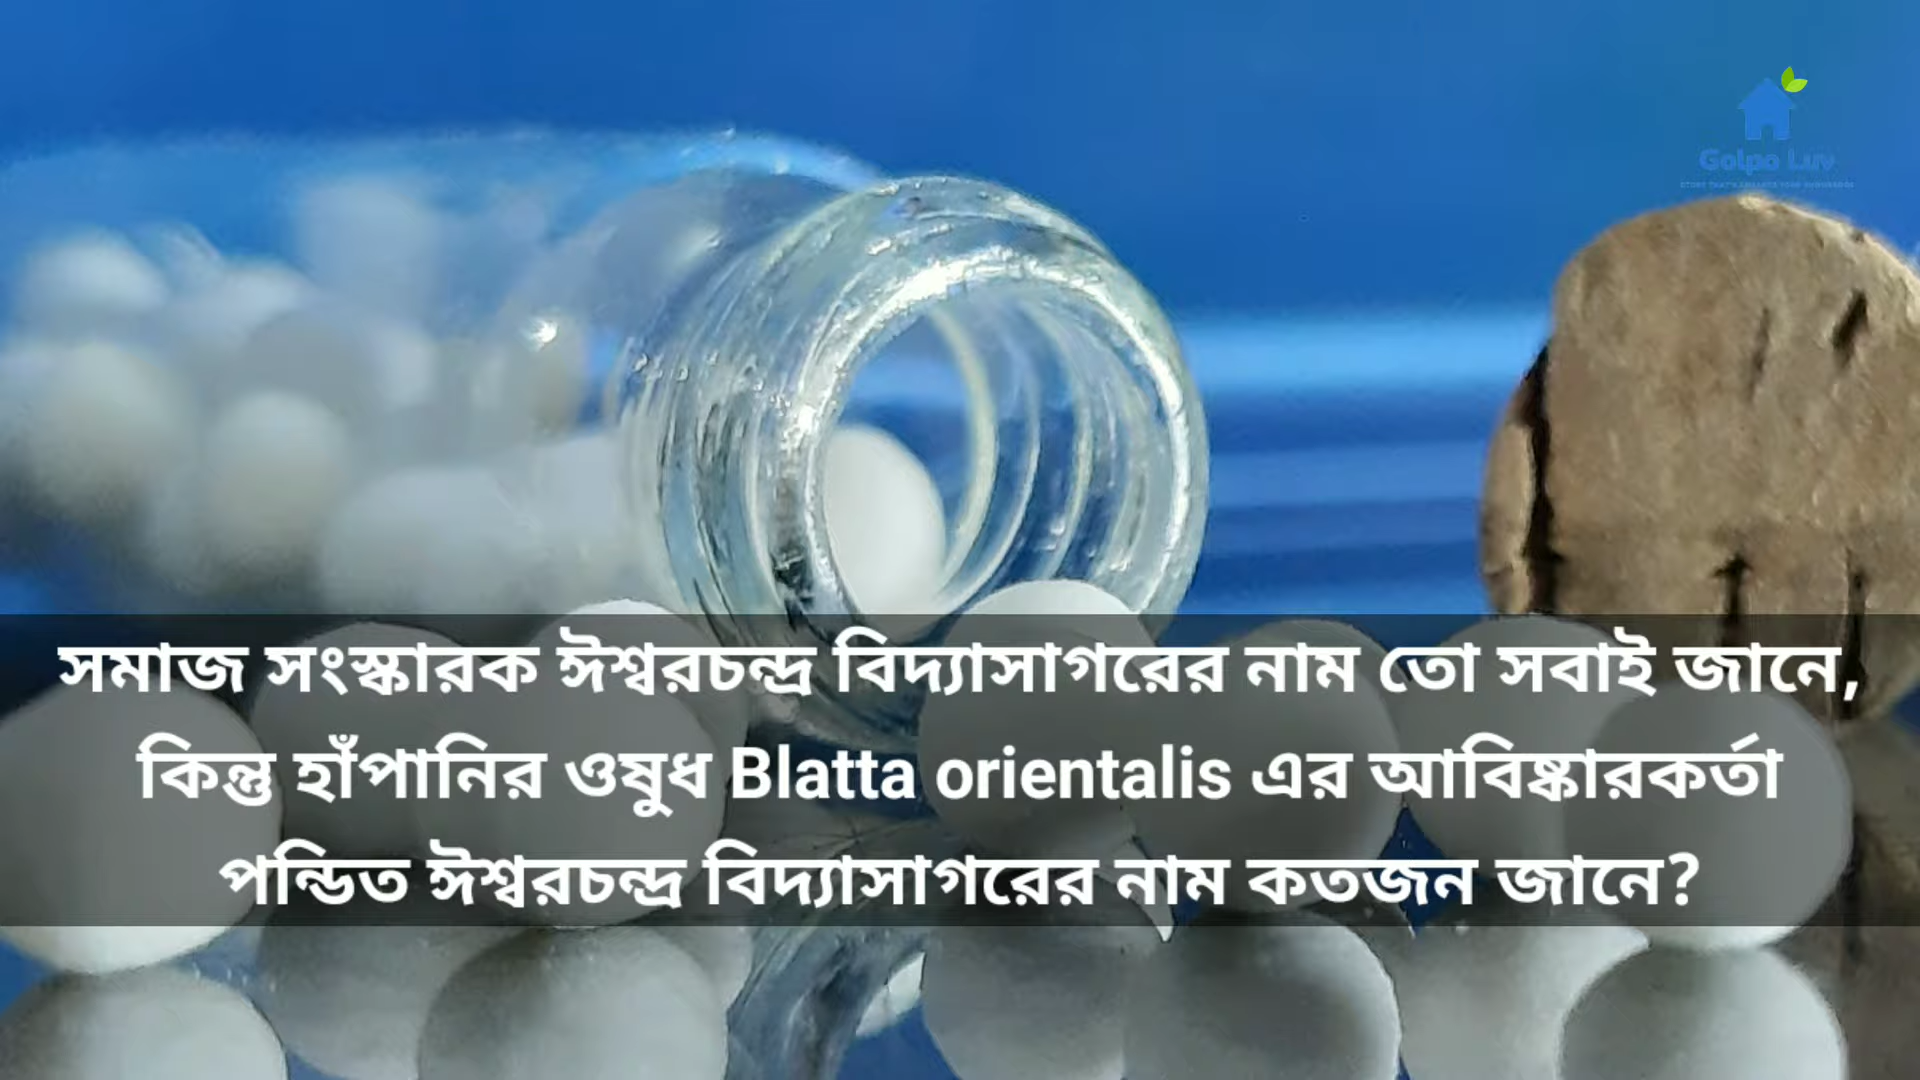 Golpo Luv
সমাজ সংস্কারক ঈশ্বরচন্দ্র বিদ্যাসাগরের নাম তো সবাই জানে,
কিন্তু হাঁপানির ওষুধ Blatta orientalis এর আবিষ্কারকর্তা
পন্ডিত ঈশ্বরচন্দ্র বিদ্যাসাগরের নাম কতজন জানে?